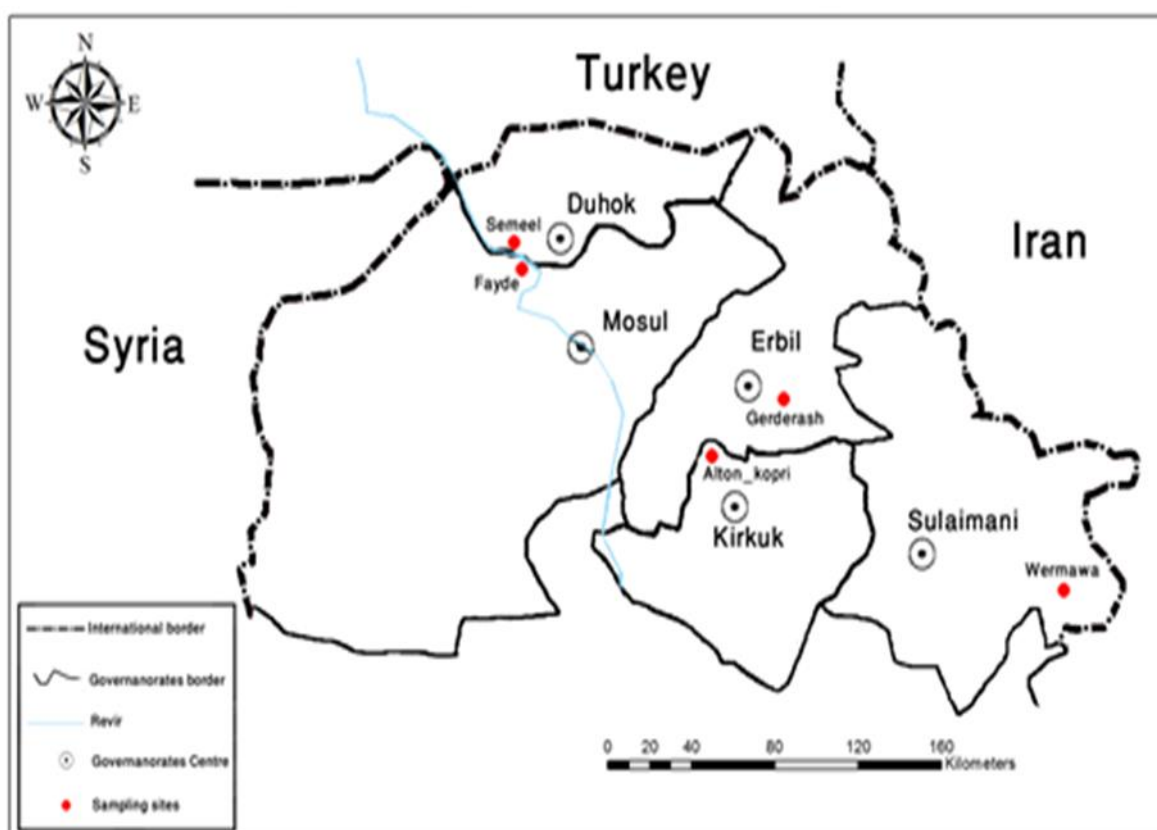 N
W E
S
Turkey
Iran
Syria
Duhok
Semeel
Fayde
Mosul
Erbil
Gerderash
Alton_kopri
Kirkuk
Sulaimani
Wermawa
International border
Governanorates border
Revir
Governanorates Centre
Sampling sites
0 20 40 80 120 160
Kilometers